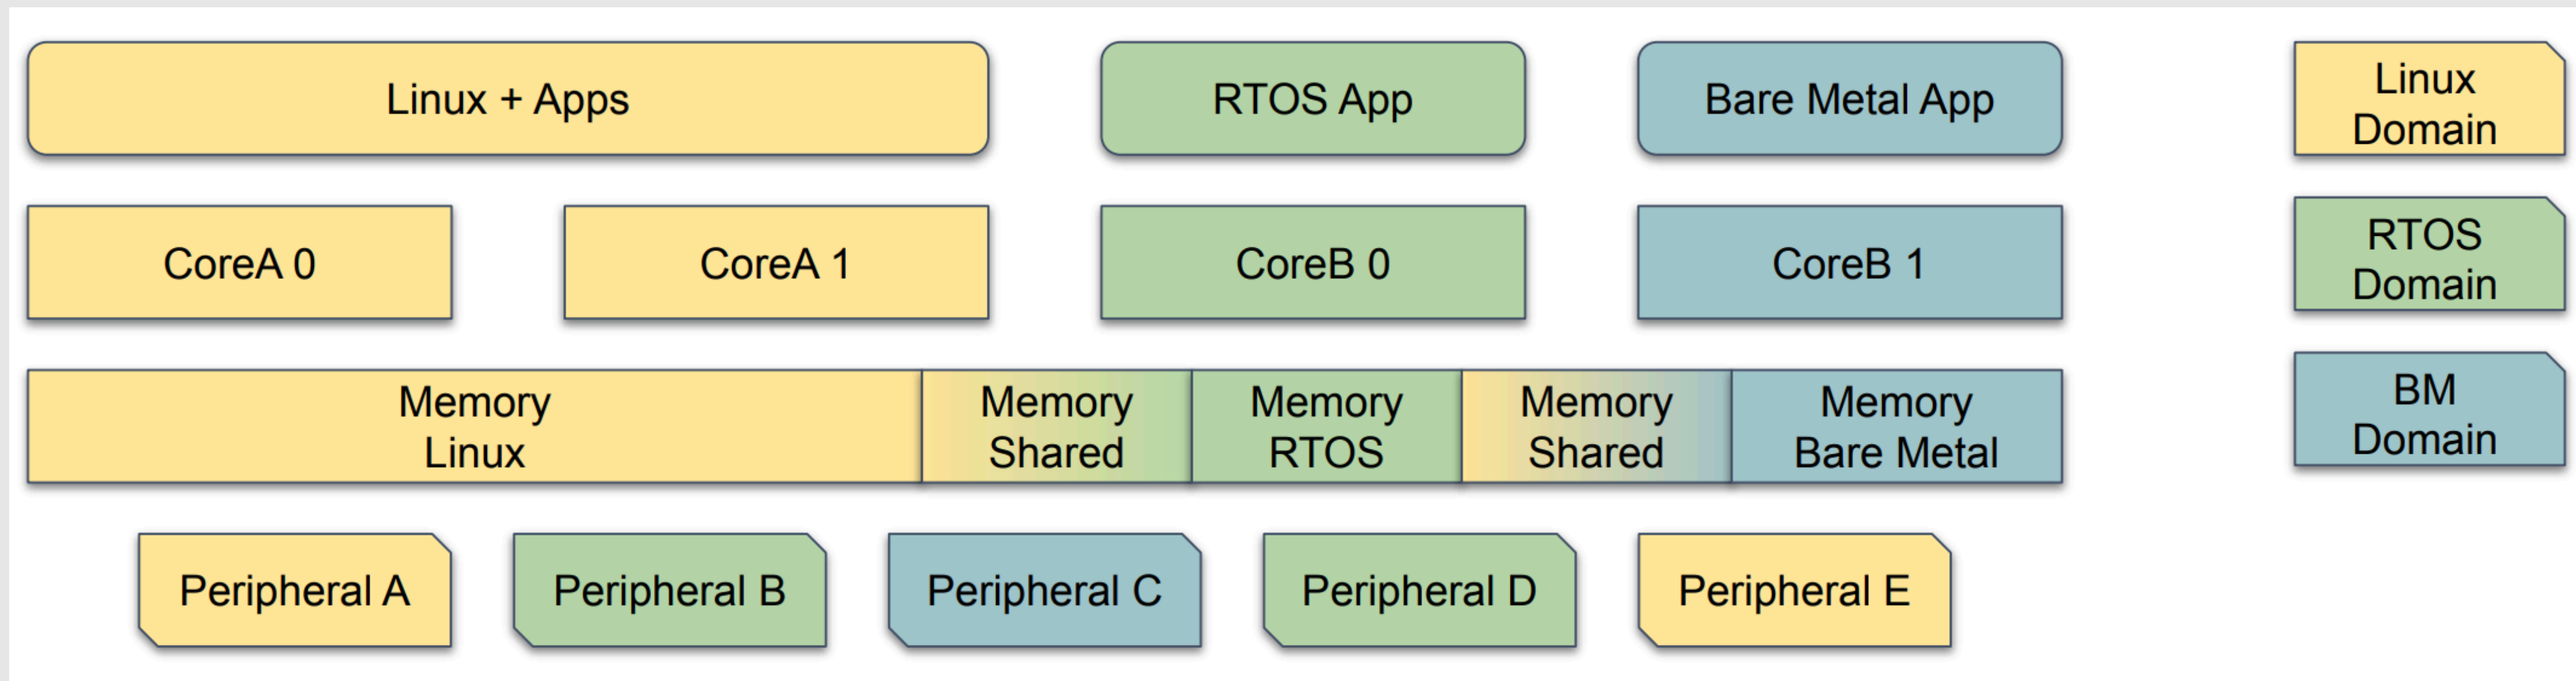 Linux + Apps
RTOS App
Bare Metal App
Linux
Domain
CoreA 0
CoreA 1
CoreB 0
CoreB 1
RTOS
Domain
Memory
Linux
Memory
Shared
Memory
RTOS
Memory
Shared
Memory
Bare Metal
BM
Domain
Peripheral A
Peripheral B
Peripheral C
Peripheral D
Peripheral E